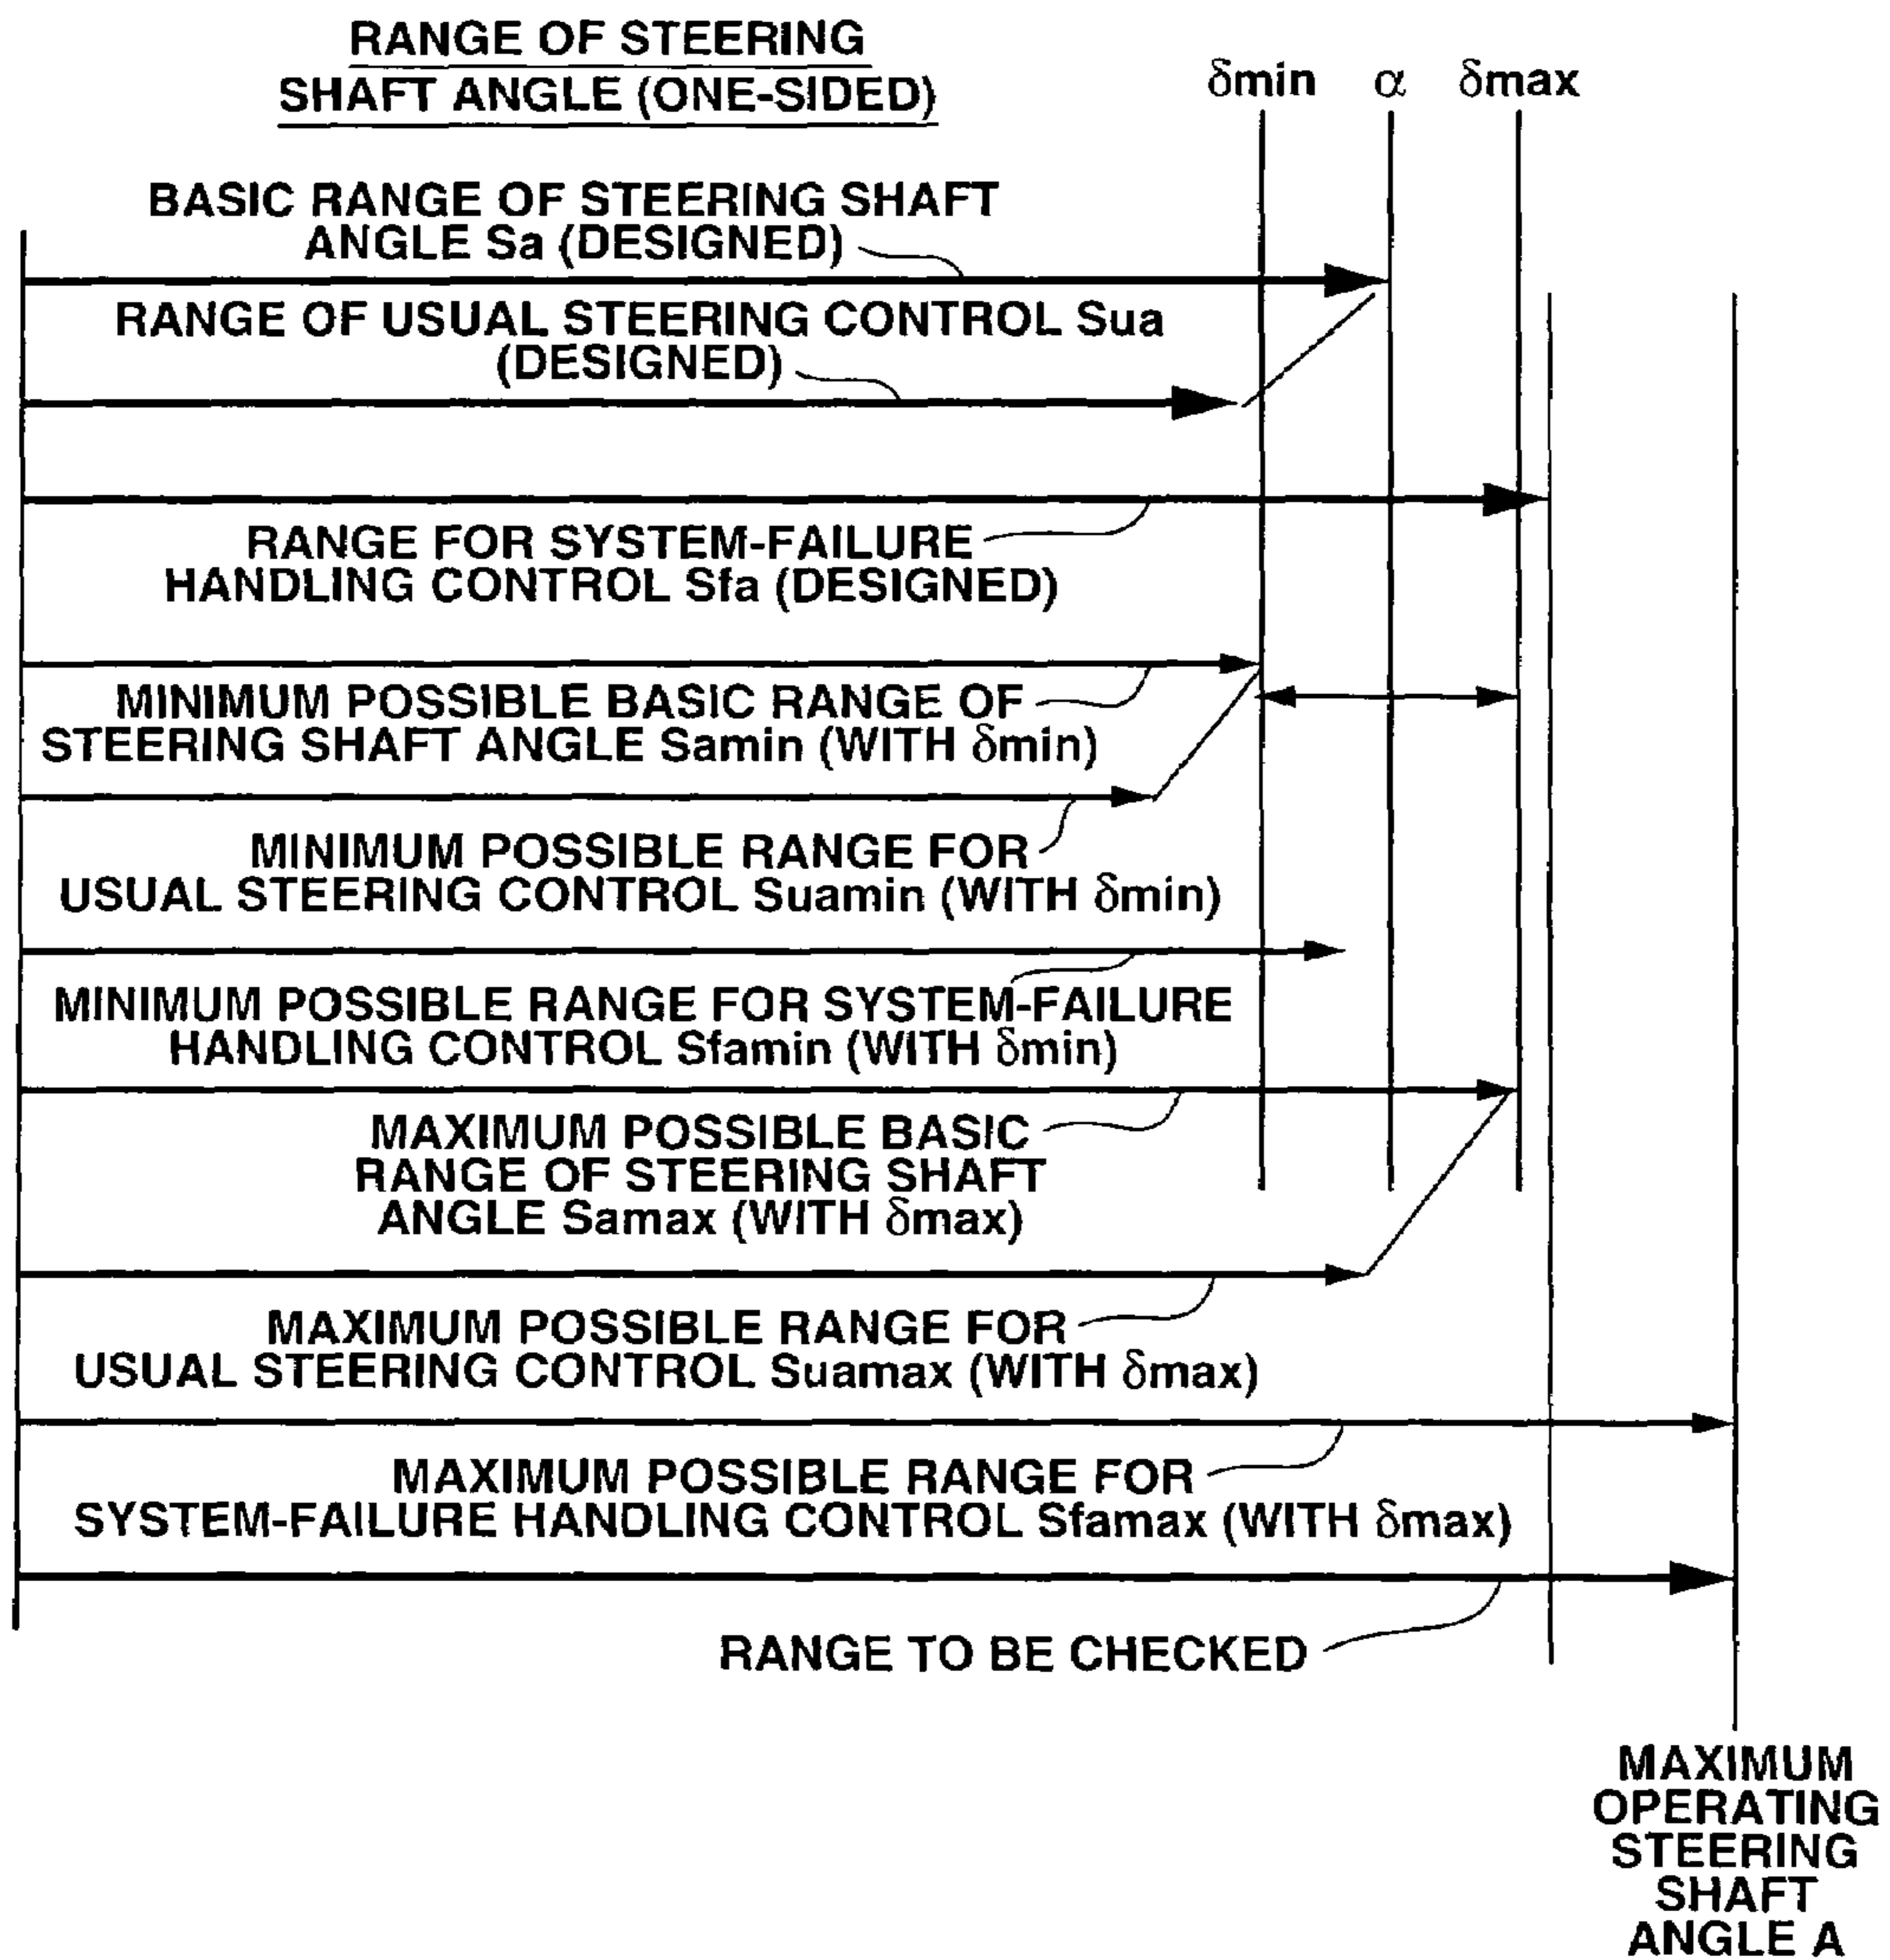 RANGE OF STEERING
SHAFT ANGLE (ONE-SIDED)
δmin α δmax
BASIC RANGE OF STEERING SHAFT
ANGLE Sa (DESIGNED)
RANGE OF USUAL STEERING CONTROL Sua
(DESIGNED)
RANGE FOR SYSTEM-FAILURE
HANDLING CONTROL Sfa (DESIGNED)
MINIMUM POSSIBLE BASIC RANGE OF
STEERING SHAFT ANGLE Samin (WITH δmin)
MINIMUM POSSIBLE RANGE FOR
USUAL STEERING CONTROL Suamin (WITH δmin)
MINIMUM POSSIBLE RANGE FOR SYSTEM-FAILURE
HANDLING CONTROL Sfamin (WITH δmin)
MAXIMUM POSSIBLE BASIC
RANGE OF STEERING SHAFT
ANGLE Samax (WITH δmax)
MAXIMUM POSSIBLE RANGE FOR
USUAL STEERING CONTROL Suamax (WITH δmax)
MAXIMUM POSSIBLE RANGE FOR
SYSTEM-FAILURE HANDLING CONTROL Sfamax (WITH δmax)
RANGE TO BE CHECKED
MAXIMUM
OPERATING
STEERING
SHAFT
ANGLE A